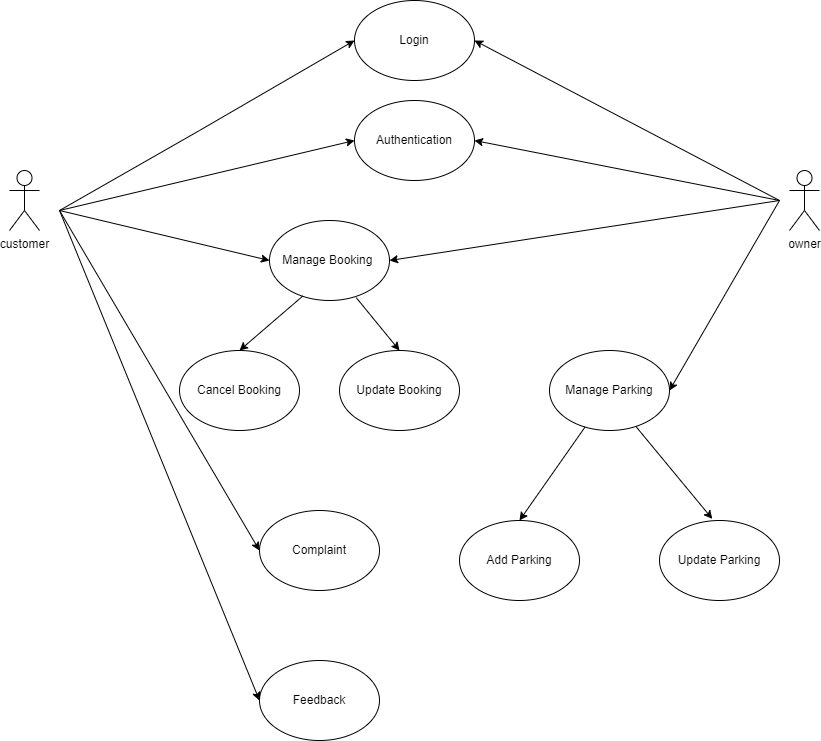 Login
Authentication
customer
owner
Manage Booking
Cancel Booking
Update Booking
Manage Parking
Complaint
Add Parking
Update Parking
Feedback